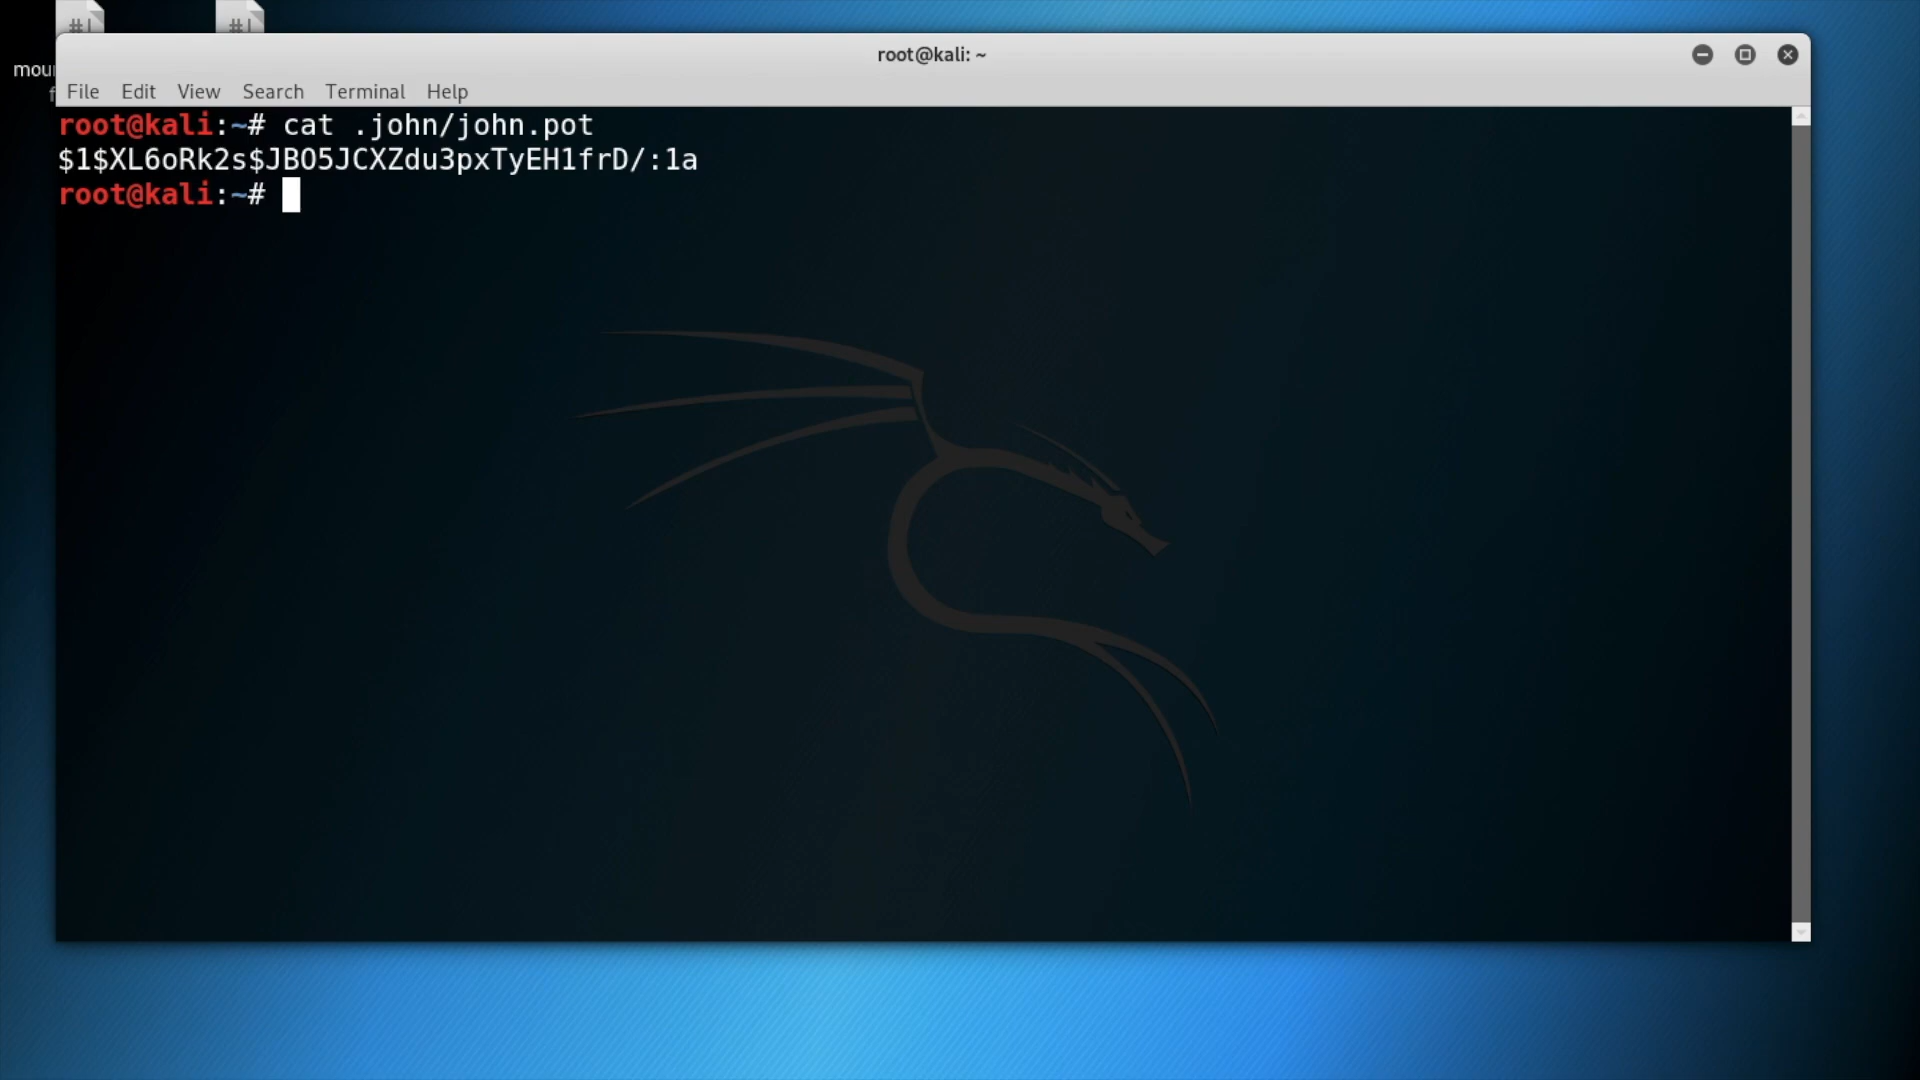 #!
#!
root@kali: ~
mou
File Edit View Search Terminal Help
root@kali:~# cat .john/john.pot
$1$XL6oRk2s$JBO5JCXZdu3pxTyEH1frD/:1a
root@kali:~#